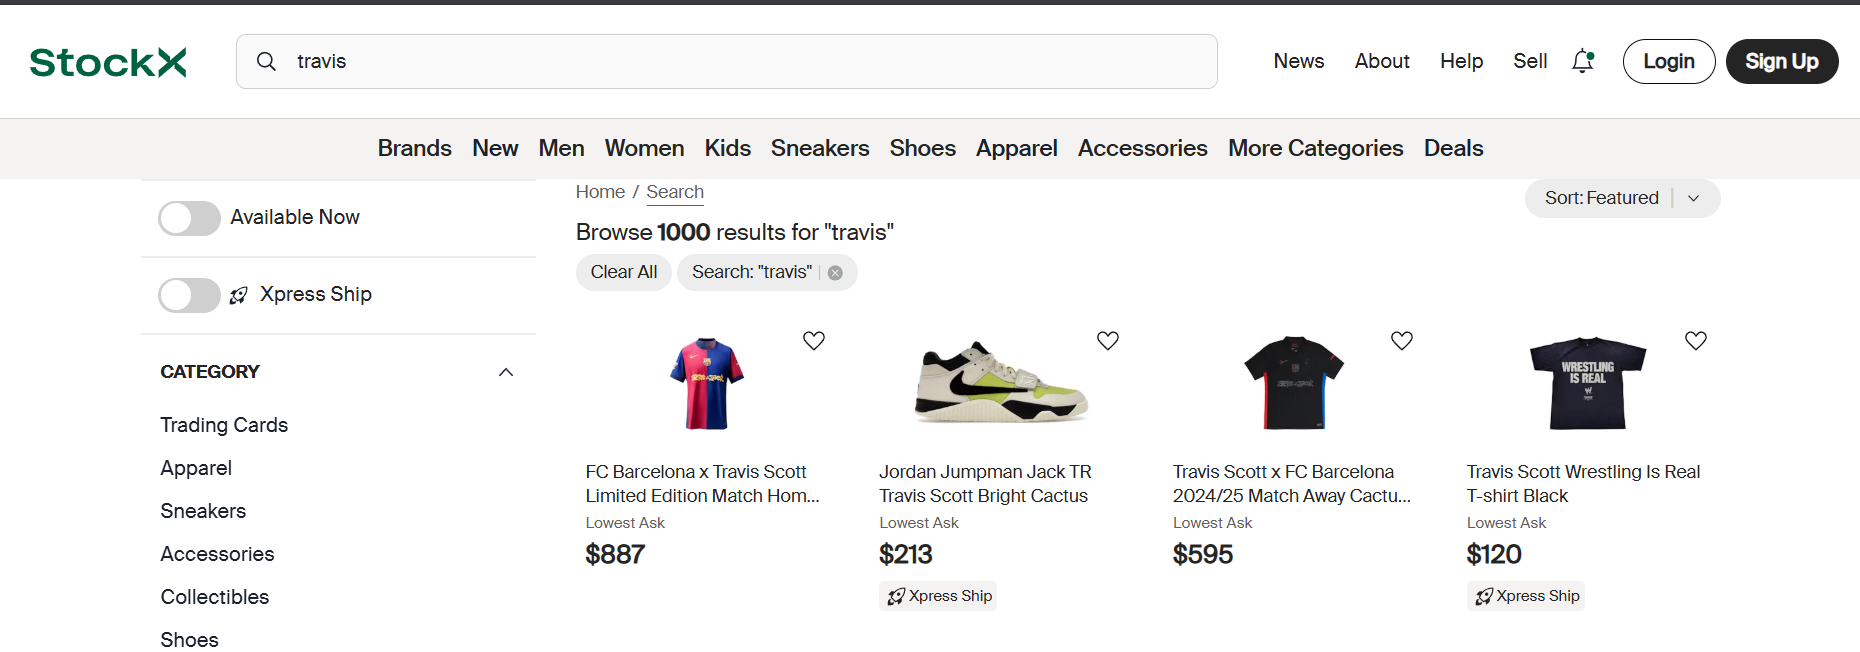 StockX
travis
News About Help Sell Login Sign Up
Brands New Men Women Kids Sneakers Shoes Apparel Accessories More Categories Deals
Available Now
Xpress Ship
CATEGORY
Trading Cards
Apparel
Sneakers
Accessories
Collectibles
Shoes
Home / Search
Sort: Featured
Browse 1000 results for "travis"
Clear All
Search: "travis"
WRESTLING
IS REAL
FC Barcelona x Travis Scott
Limited Edition Match Hom...
Lowest Ask
$887
Jordan Jumpman Jack TR
Travis Scott Bright Cactus
Lowest Ask
$213
Xpress Ship
Travis Scott x FC Barcelona
2024/25 Match Away Cactu...
Lowest Ask
$595
Travis Scott Wrestling Is Real
T-shirt Black
Lowest Ask
$120
Xpress Ship